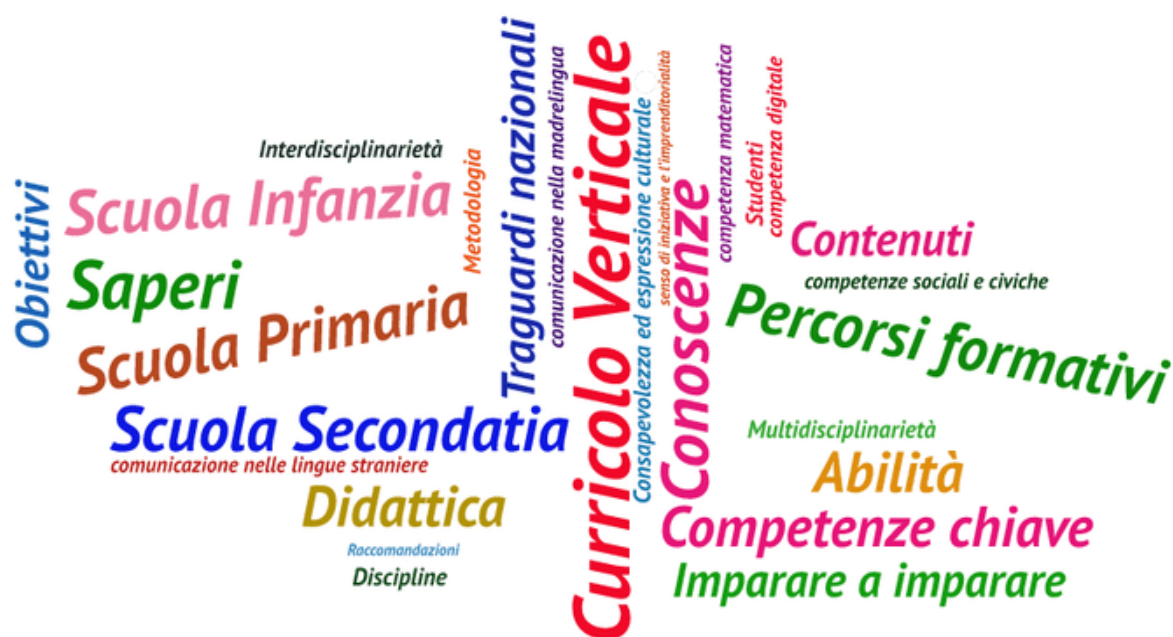 Obiettivi
Interdisciplinarietà
Scuola Infanzia
Saperi
Scuola Primaria
Metodologia
Scuola Secondatia
comunicazione nelle lingue straniere
Didattica
Raccomandazioni
Discipline
Traguardi nazionali
comunicazione nella madrelingua
Curricolo Verticale
Consapevolezza ed espressione culturale
senso di iniziativa e l'imprenditorialità
Conoscenze
competenza matematica
Studenti
competenza digitale
Contenuti
competenze sociali e civiche
Percorsi formativi
Multidisciplinarietà
Abilità
Competenze chiave
Imparare a imparare